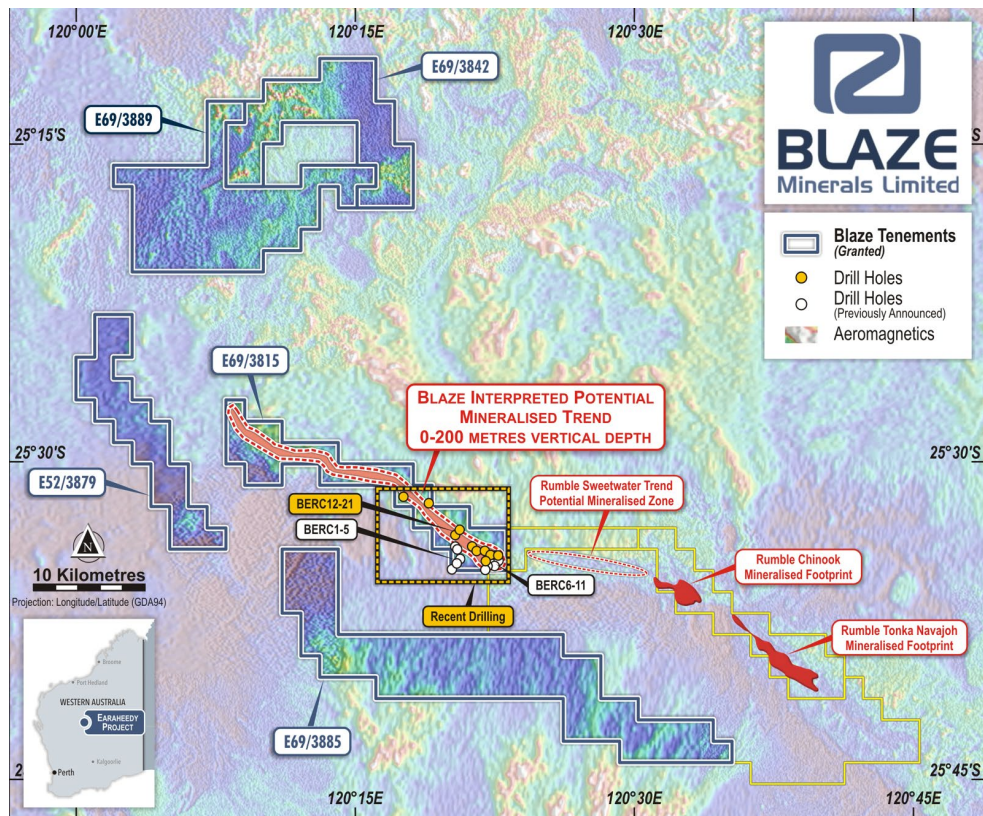 120°00'E
120°15'E
120°30'E
E69/3842
E69/3889
25°15'S
S
BLAZE
Minerals Limited
Blaze Tenements
(Granted)
Drill Holes
Drill Holes
(Previously Announced)
Aeromagnetics
E69/3815
BLAZE INTERPRETED POTENTIAL
MINERALISED TREND
0-200 METRES VERTICAL DEPTH
25°30'S
25°30'S
E52/3879
Rumble Sweetwater Trend
Potential Mineralised Zone
BERC12-21
BERC1-5
N
10 Kilometres
Projection: Longitude/Latitude (GDA94)
BERC6-11
Rumble Chinook
Mineralised Footprint
Recent Drilling
Rumble Tonka Navajoh
Mineralised Footprint
Broome
Port Hedland
WESTERN AUSTRALIA
EARAHEEDY
PROJECT
Kalgoorlie
Perth
E69/3885
2
25°45'S
120°15'E
120°30'E
120°45'E